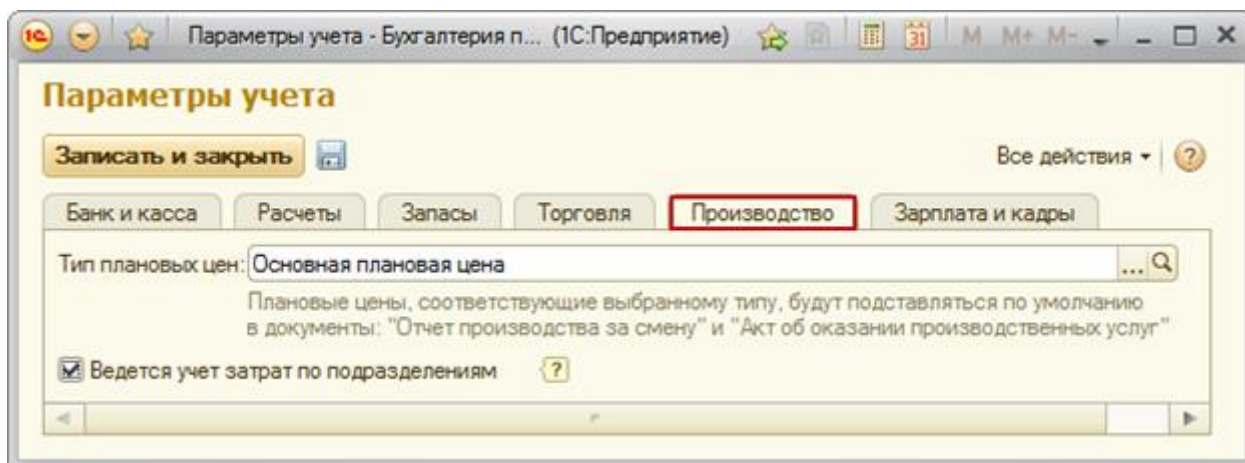 1С Параметры учета - Бухгалтерия п... (1С:Предприятие) 31 M M+ M-
Параметры учета
Записать и закрыть Все действия ?
Банк и касса Расчеты Запасы Торговля Производство Зарплата и кадры
Тип плановых цен: Основная плановая цена ...
Плановые цены, соответствующие выбранному типу, будут подставляться по умолчанию
в документы: "Отчет производства за смену" и "Акт об оказании производственных услуг"
Ведется учет затрат по подразделениям ?